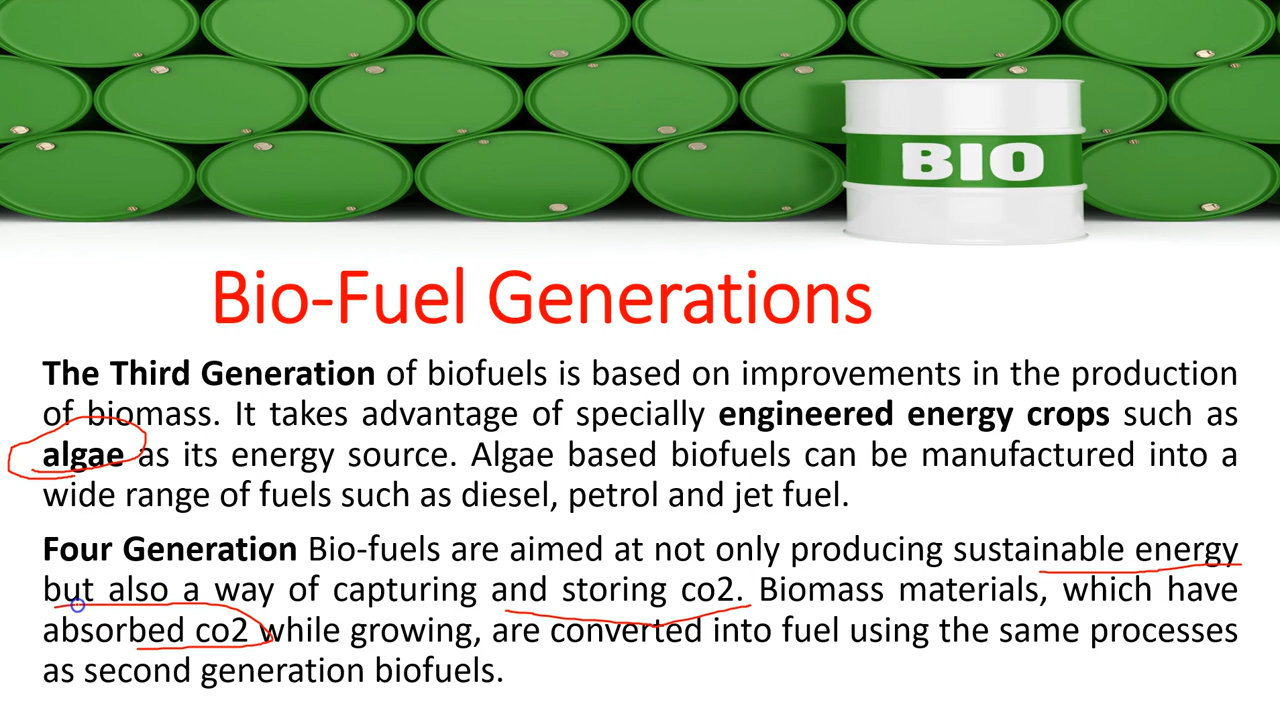 BIO
Bio-Fuel Generations
The Third Generation of biofuels is based on improvements in the production
of biomass. It takes advantage of specially engineered energy crops such as
algae as its energy source. Algae based biofuels can be manufactured into a
wide range of fuels such as diesel, petrol and jet fuel.
Four Generation Bio-fuels are aimed at not only producing sustainable energy
but also a way of capturing and storing co2. Biomass materials, which have
absorbed co2 while growing, are converted into fuel using the same processes
as second generation biofuels.